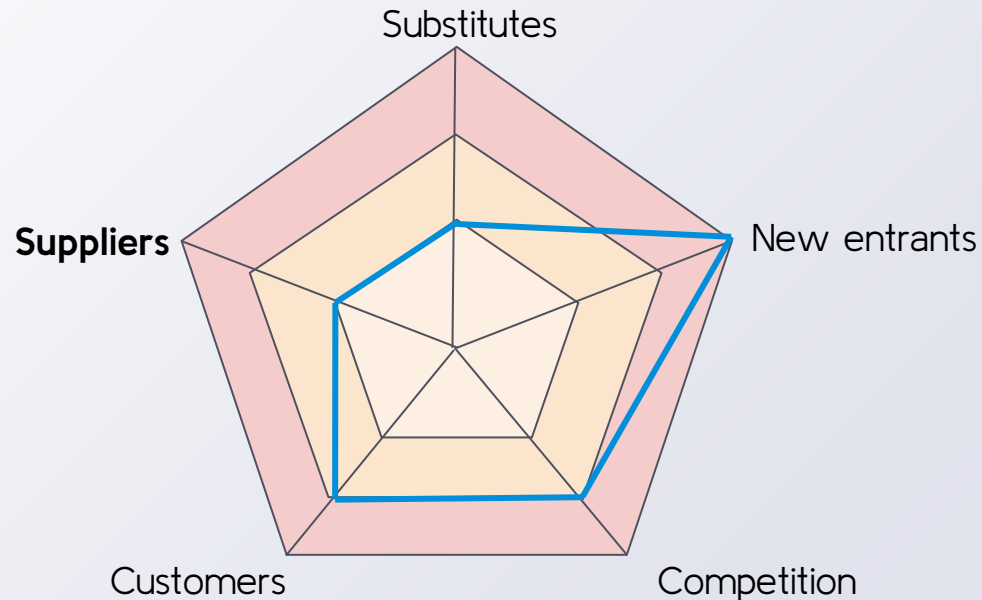 Substitutes
Suppliers
New entrants
Customers
Competition